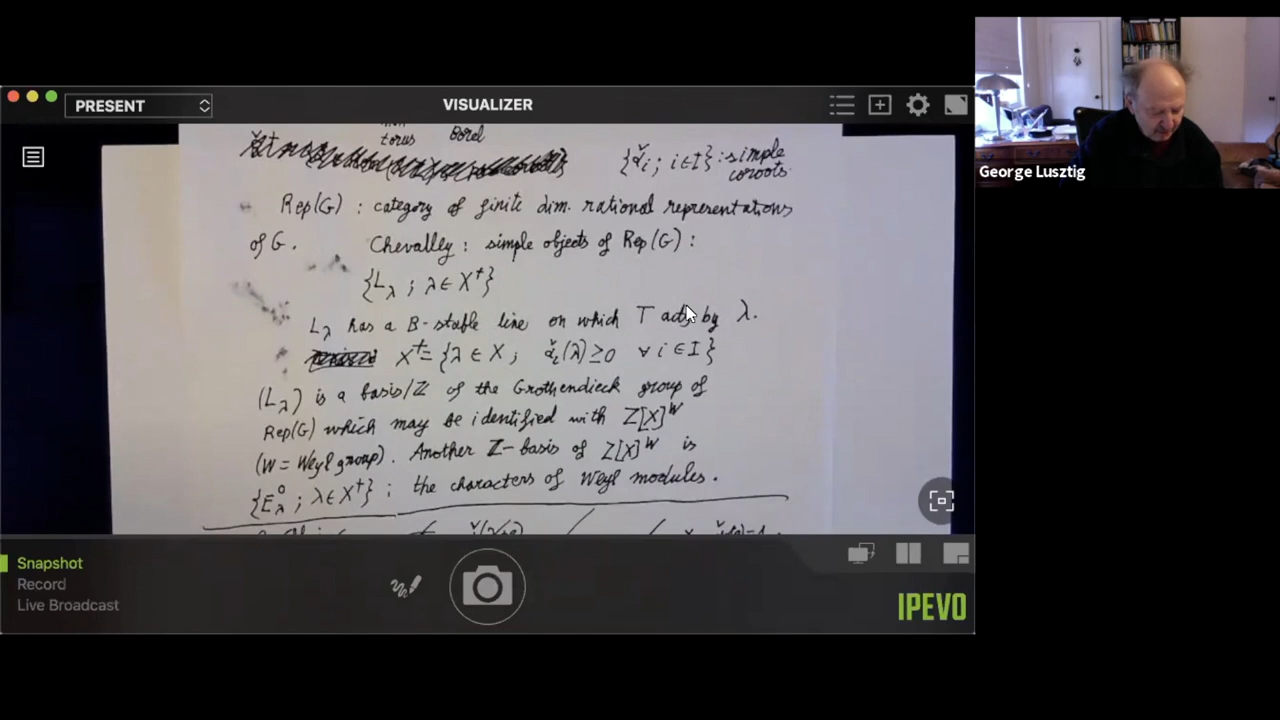 PRESENT
VISUALIZER
torus Borel
{α̌ᵢ ; i∈I} : simple
coroots
Rep(G) : category of finite dim. rational representations
of G. Chevalley : simple objects of Rep(G) :
{L_λ ; λ∈X⁺}
L_λ has a B-stable line on which T acts by λ.
X⁺= {λ∈X ; α̌ᵢ(λ)≥0 ∀ i∈I}
(L_λ) is a basis/ℤ of the Grothendieck group of
Rep(G) which may be identified with Z[X]^W
(W = Weyl group). Another ℤ-basis of Z[X]^W is
{E_λ^0 ; λ∈X⁺} ; the characters of Weyl modules.
Snapshot
Record
Live Broadcast
IPEVO
George Lusztig